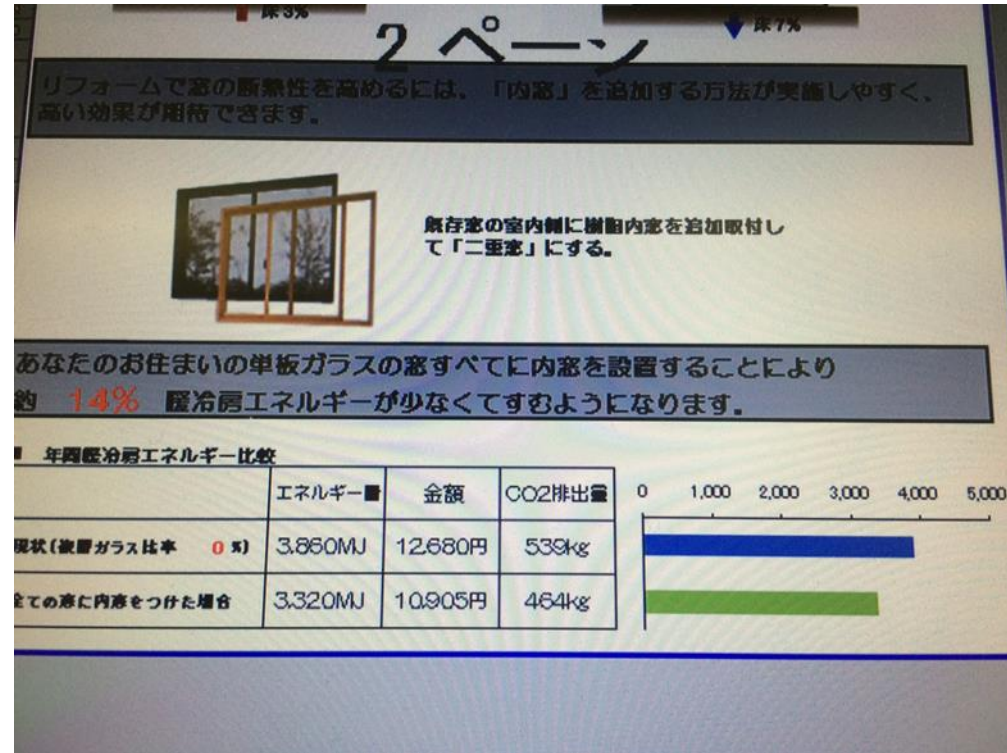 床3%
床7%
2 ペーン
リフォームで窓の断熱性を高めるには、「内窓」を追加する方法が実施しやすく、
高い効果が期待できます。
既存窓の室内側に樹脂内窓を追加取付し
て「二重窓」にする。
あなたのお住まいの単板ガラスの窓すべてに内窓を設置することにより
約 14% 暖冷房エネルギーが少なくてすむようになります。
■ 年間暖冷房エネルギー比較
エネルギー量 金額 CO2排出量 0 1,000 2,000 3,000 4,000 5,000
現状(複層ガラス比率 0 %) 3,860MJ 12,680円 539kg
全ての窓に内窓をつけた場合 3,320MJ 10,905円 464kg